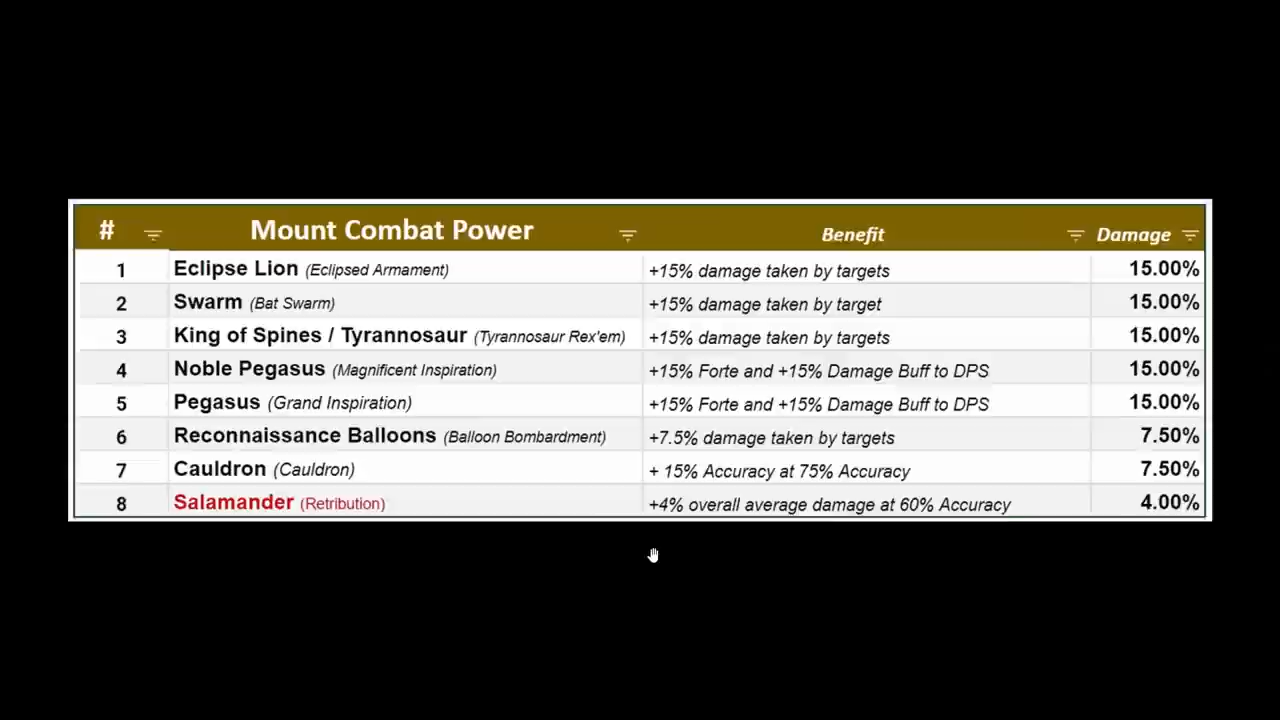 # Mount Combat Power Benefit Damage
1 Eclipse Lion (Eclipsed Armament) +15% damage taken by targets 15.00%
2 Swarm (Bat Swarm) +15% damage taken by target 15.00%
3 King of Spines / Tyrannosaur (Tyrannosaur Rex'em) +15% damage taken by targets 15.00%
4 Noble Pegasus (Magnificent Inspiration) +15% Forte and +15% Damage Buff to DPS 15.00%
5 Pegasus (Grand Inspiration) +15% Forte and +15% Damage Buff to DPS 15.00%
6 Reconnaissance Balloons (Balloon Bombardment) +7.5% damage taken by targets 7.50%
7 Cauldron (Cauldron) + 15% Accuracy at 75% Accuracy 7.50%
8 Salamander (Retribution) +4% overall average damage at 60% Accuracy 4.00%